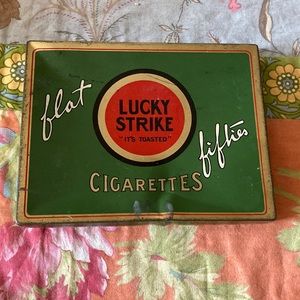 flat
LUCKY
STRIKE
"IT'S TOASTED"
fifties
CIGARETTES